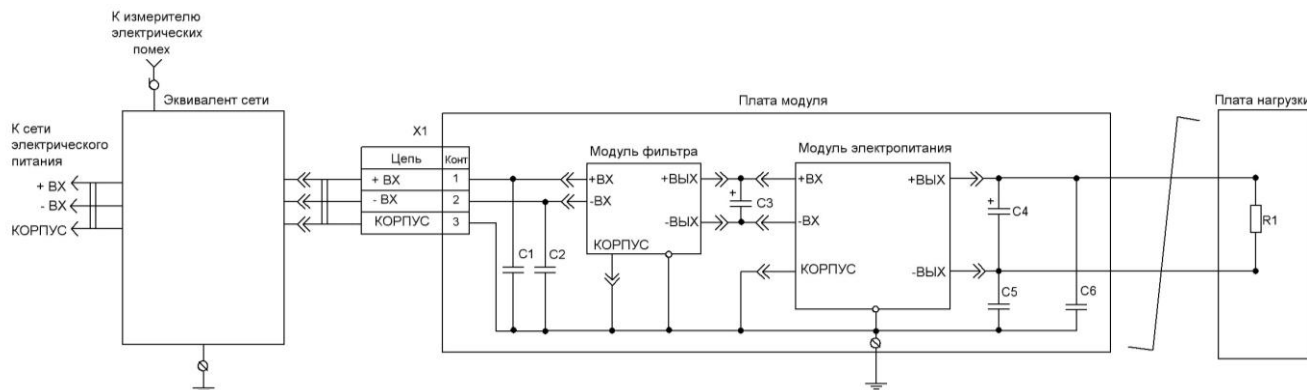 К измерителю
электрических
помех
Эквивалент сети
К сети
электрического
питания
+ ВХ
- ВХ
КОРПУС
X1
Цепь Конт
+ ВХ 1
- ВХ 2
КОРПУС 3
Плата модуля
C1
C2
Модуль фильтра
+ВХ +ВЫХ
-ВХ
-ВЫХ
КОРПУС
+
C3
Модуль электропитания
+ВХ +ВЫХ
-ВХ
КОРПУС -ВЫХ
+
C4
C5
C6
Плата нагрузки
R1